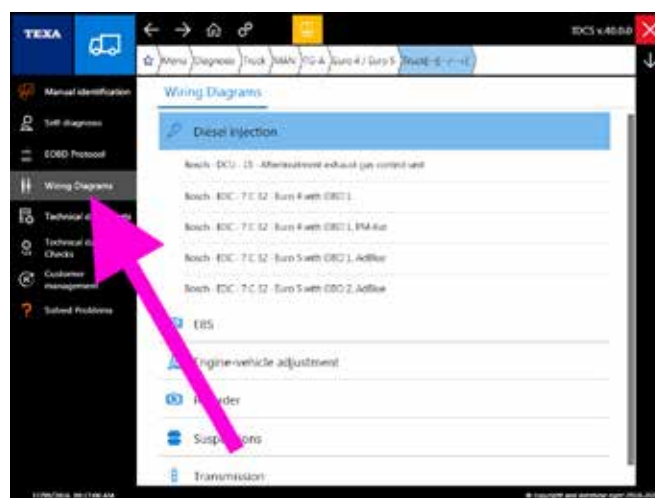 TEXA
IDC5 v.40.0.0
Menu Diagnosis Truck MAN TG-A Euro 4 / Euro 5
Manual identification
Self-diagnosis
EOBD Protocol
Wiring Diagrams
Technical
Technical
Checks
Customer
management
Solved Problems
Wiring Diagrams
Diesel injection
Bosch - DCU - 15 - Aftertreatment exhaust gas control unit
Bosch - EDC - 7 C 32 - Euro 4 with OBD 1
Bosch - EDC - 7 C 32 - Euro 4 with OBD 1, PM-Kat
Bosch - EDC - 7 C 32 - Euro 5 with OBD 1, AdBlue
Bosch - EDC - 7 C 32 - Euro 5 with OBD 2, AdBlue
EBS
Engine-vehicle adjustment
Transmission